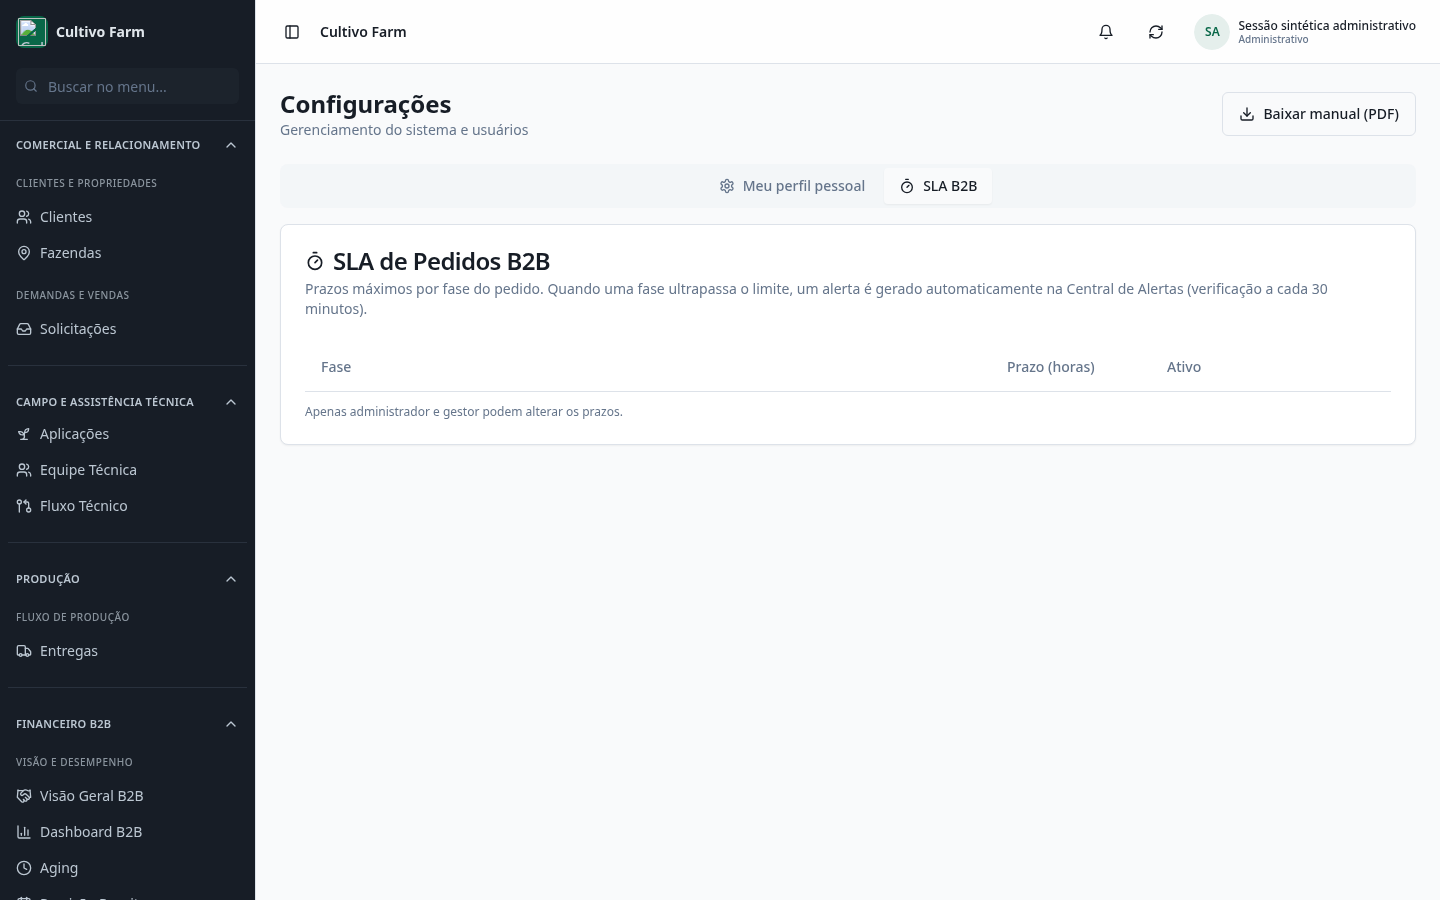 Cultivo Farm
Buscar no menu...
COMERCIAL E RELACIONAMENTO
CLIENTES E PROPRIEDADES
Clientes
Fazendas
DEMANDAS E VENDAS
Solicitações
CAMPO E ASSISTÊNCIA TÉCNICA
Aplicações
Equipe Técnica
Fluxo Técnico
PRODUÇÃO
FLUXO DE PRODUÇÃO
Entregas
FINANCEIRO B2B
VISÃO E DESEMPENHO
Visão Geral B2B
Dashboard B2B
Aging
Cultivo Farm
SA
Sessão sintética administrativo
Administrativo
Configurações
Gerenciamento do sistema e usuários
Baixar manual (PDF)
Meu perfil pessoal
SLA B2B
SLA de Pedidos B2B
Prazos máximos por fase do pedido. Quando uma fase ultrapassa o limite, um alerta é gerado automaticamente na Central de Alertas (verificação a cada 30
minutos).
Fase
Prazo (horas)
Ativo
Apenas administrador e gestor podem alterar os prazos.